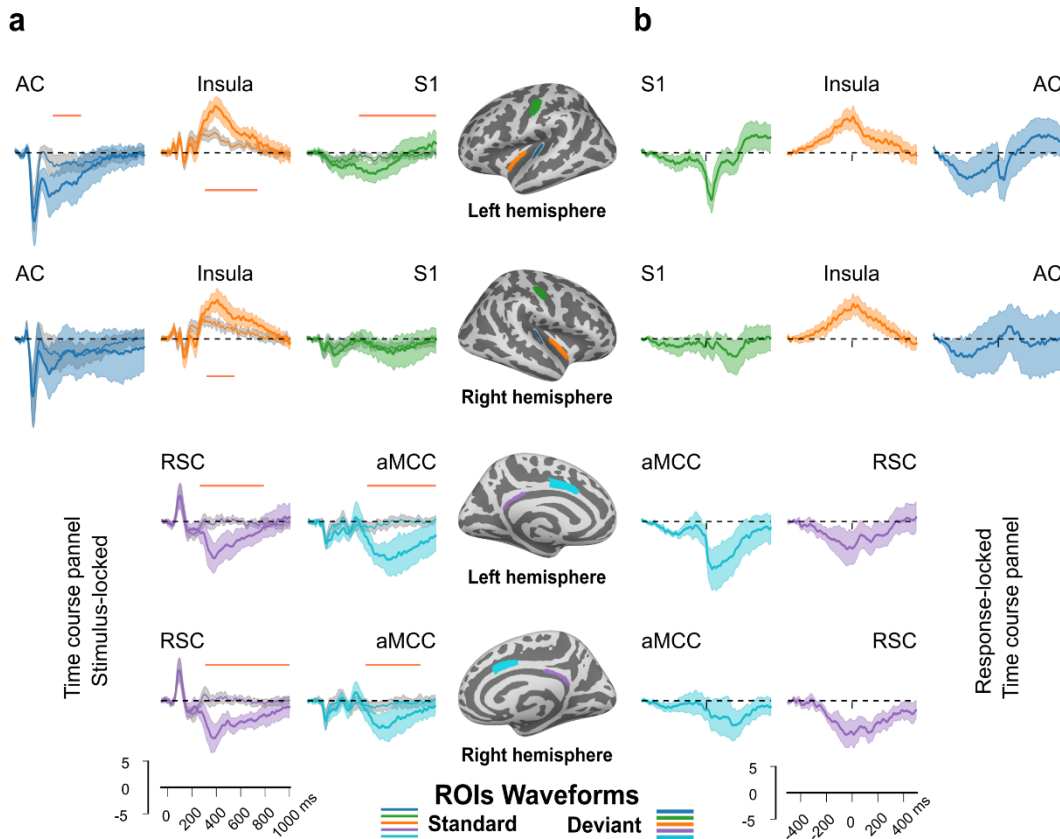 a
b
AC
Insula
S1
S1
Insula
AC
Left hemisphere
AC
Insula
S1
S1
Insula
AC
Right hemisphere
RSC
aMCC
aMCC
RSC
Left hemisphere
RSC
aMCC
aMCC
RSC
Right hemisphere
Time course pannel
Stimulus-locked
Response-locked
Time course pannel
5
0
-5
0
200
400
600
800
1000 ms
ROIs Waveforms
Standard
Deviant
5
0
-5
-400
-200
0
200
400 ms